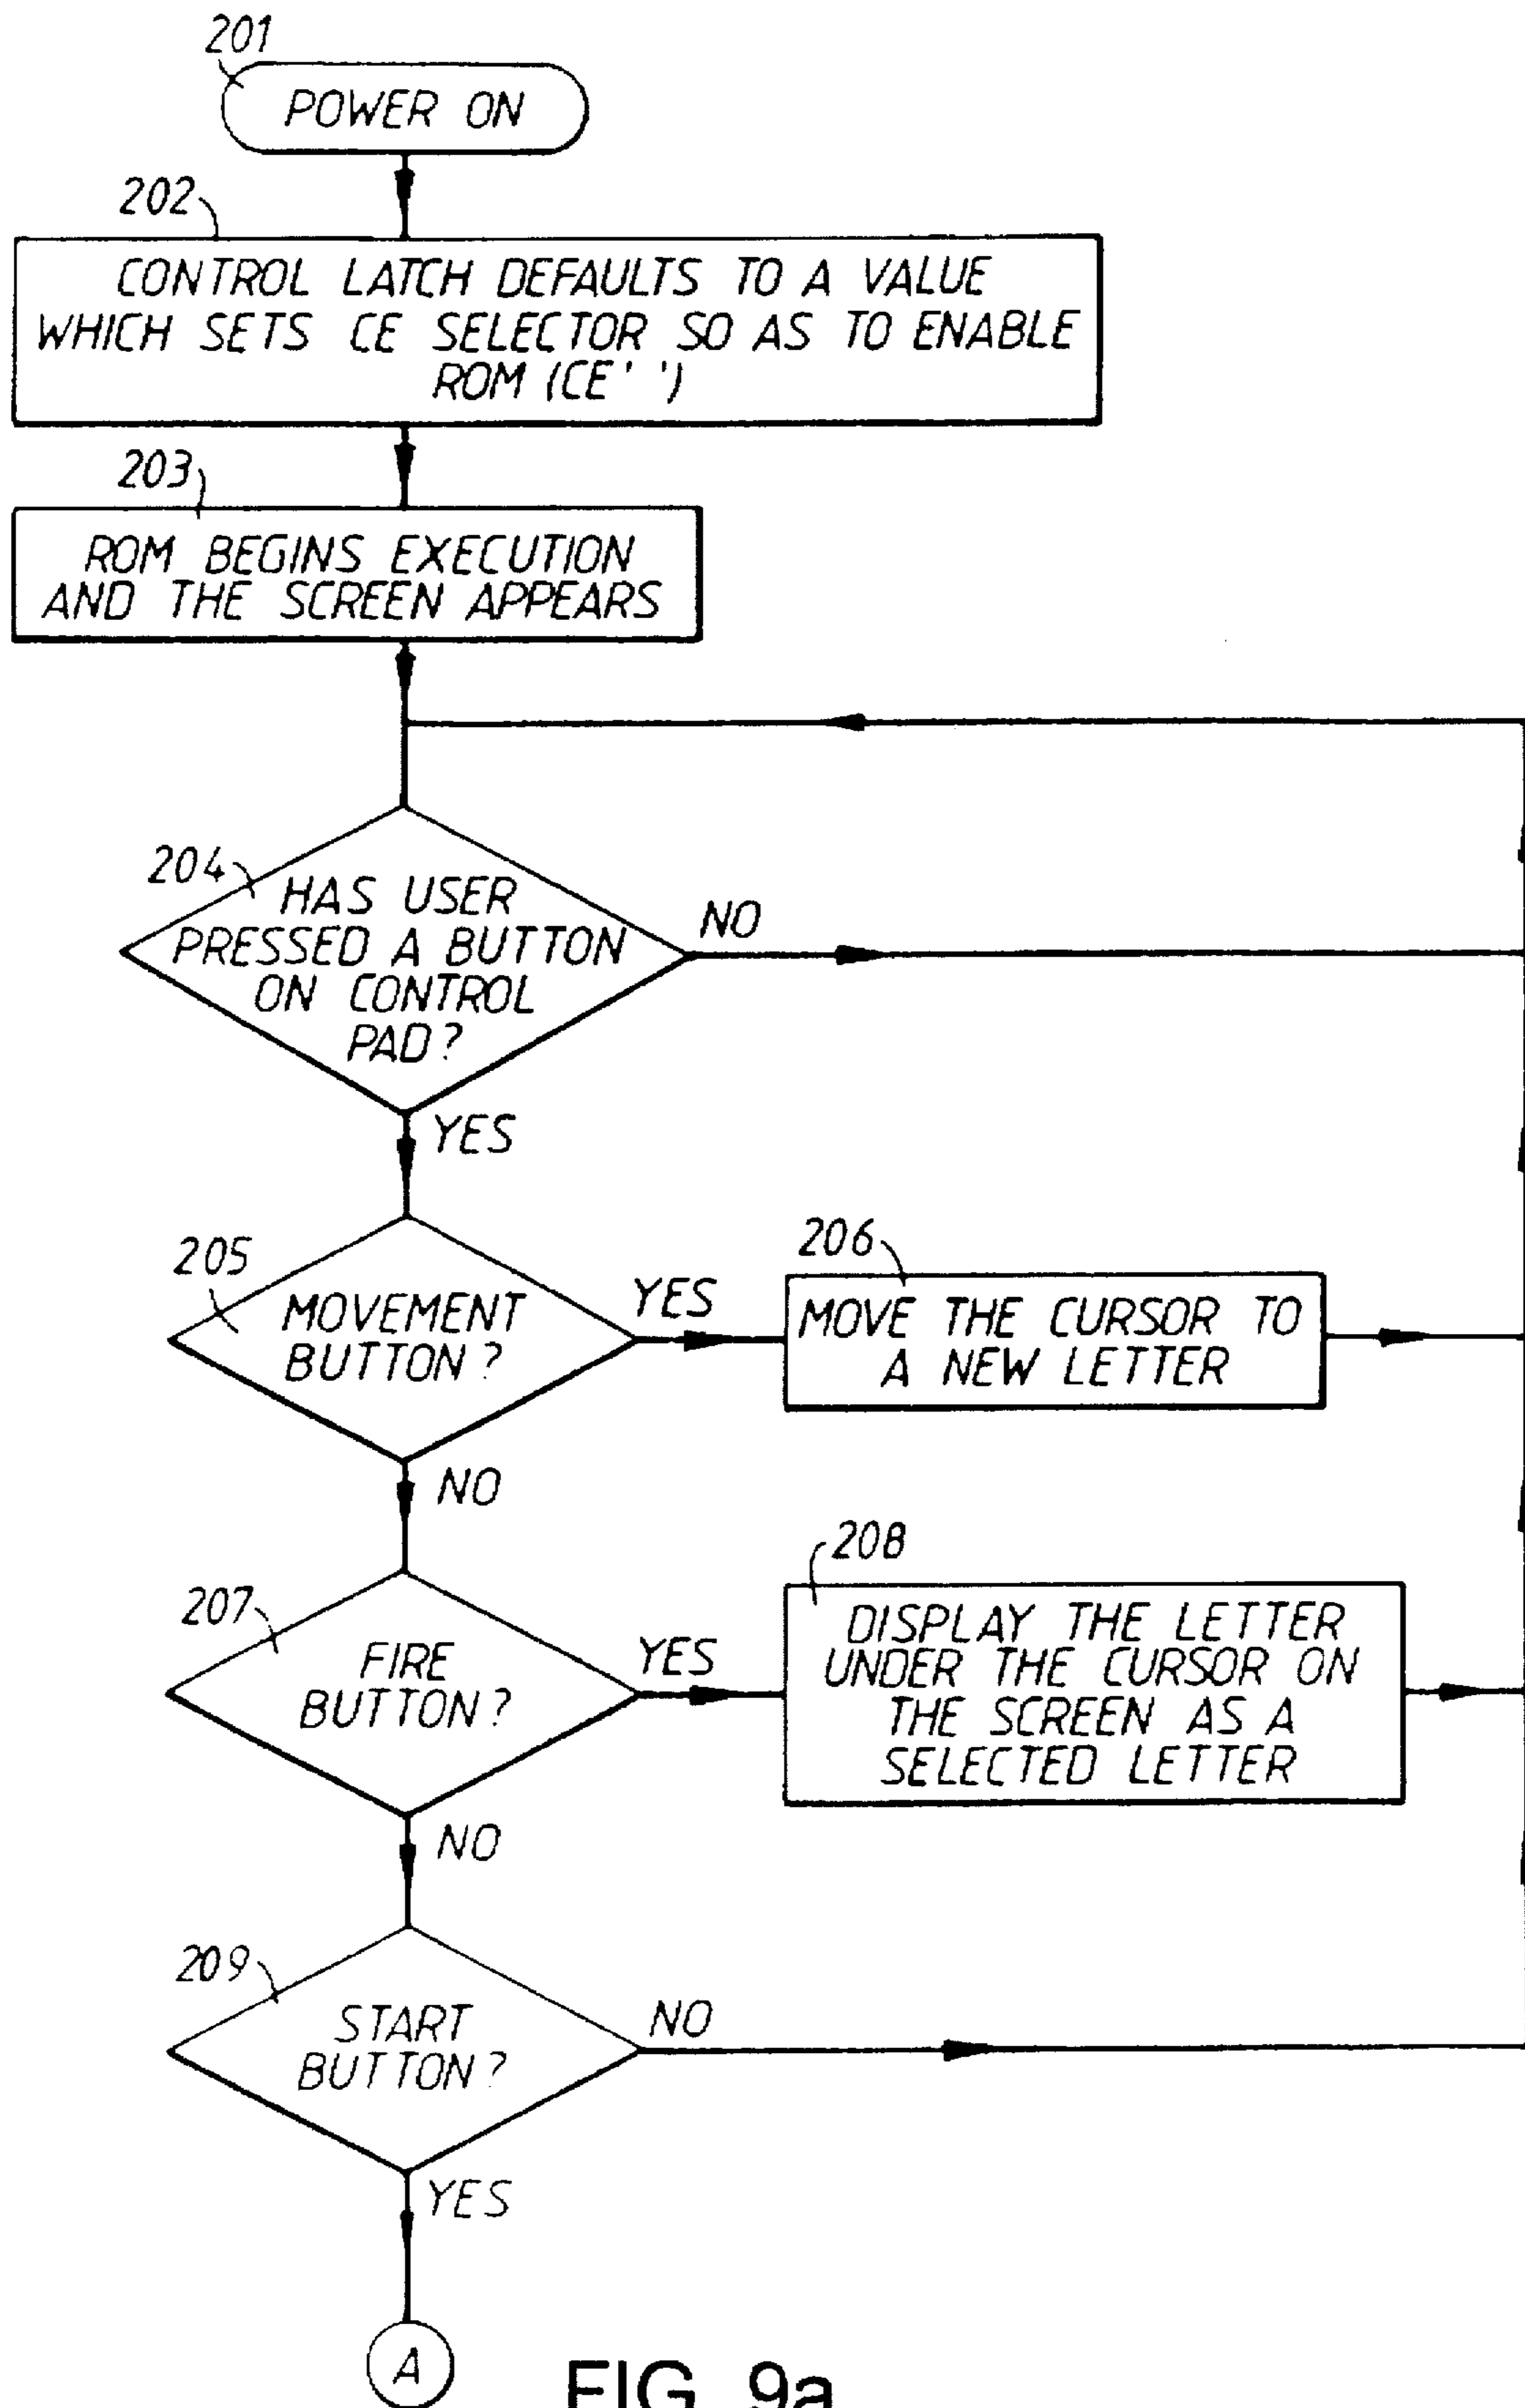 201
POWER ON
202
CONTROL LATCH DEFAULTS TO A VALUE
WHICH SETS CE SELECTOR SO AS TO ENABLE
ROM (CE' ')
203
ROM BEGINS EXECUTION
AND THE SCREEN APPEARS
204
HAS USER
PRESSED A BUTTON
ON CONTROL
PAD?
NO
YES
205
MOVEMENT
BUTTON?
YES
206
MOVE THE CURSOR TO
A NEW LETTER
NO
207
FIRE
BUTTON?
YES
208
DISPLAY THE LETTER
UNDER THE CURSOR ON
THE SCREEN AS A
SELECTED LETTER
NO
209
START
BUTTON?
NO
YES
A
FIG. 9a